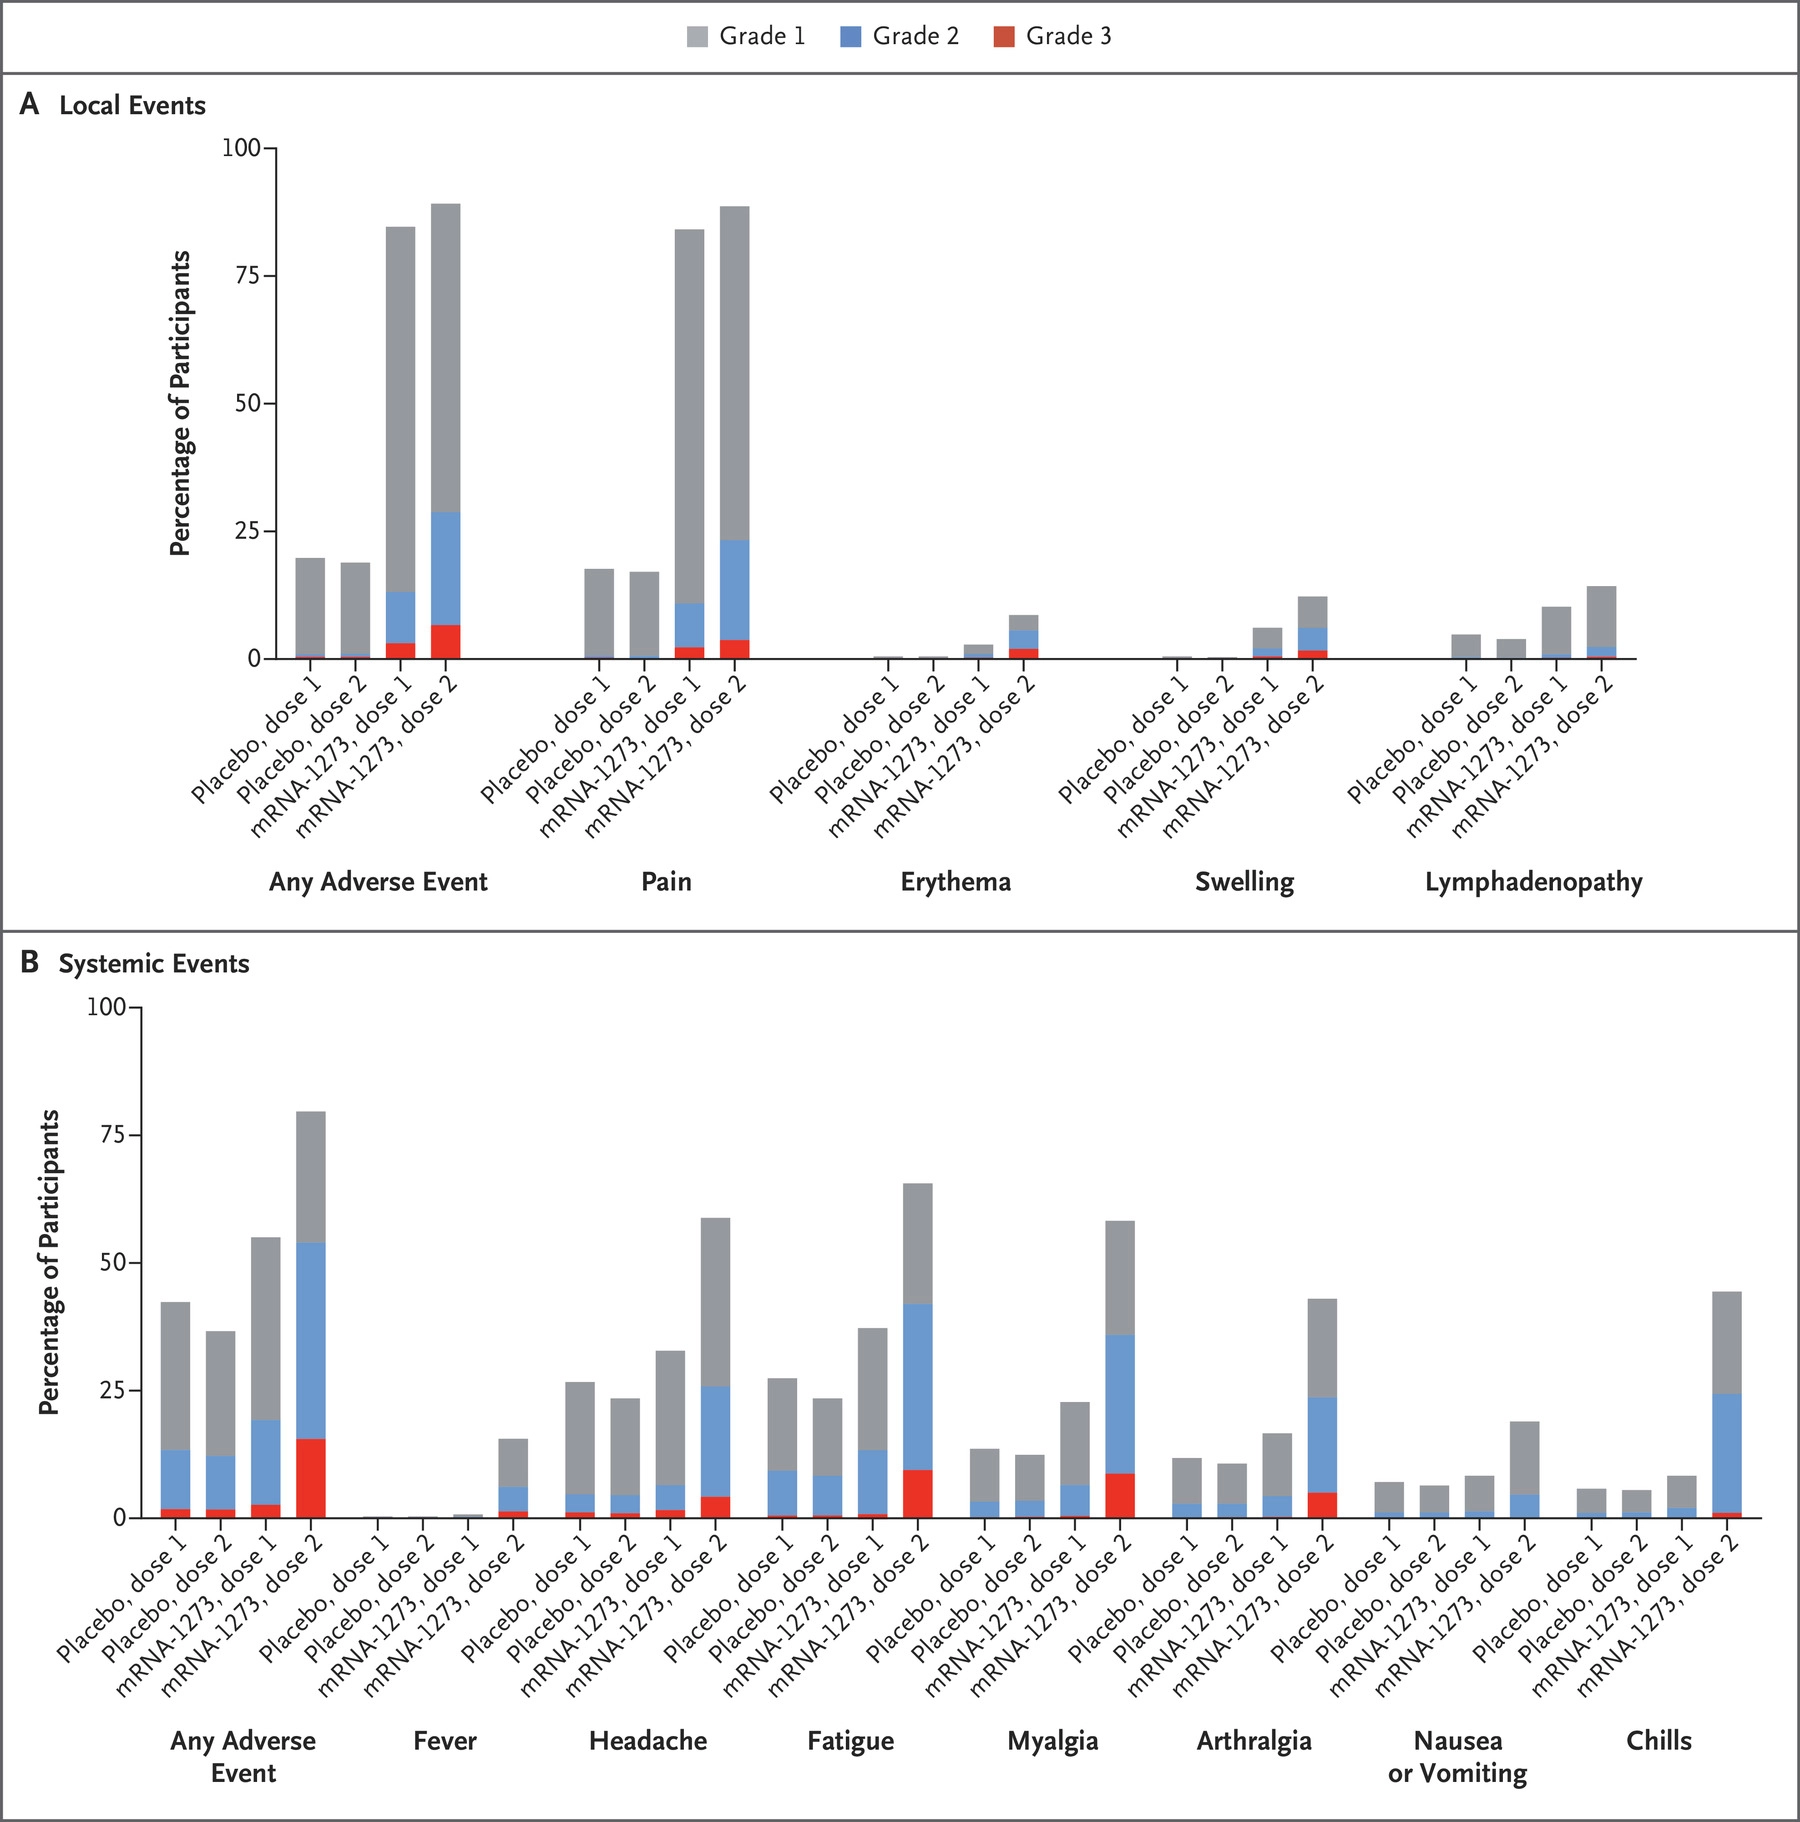 Grade 1 Grade 2 Grade 3
A Local Events
Percentage of Participants
100
75
50
25
0
Placebo, dose 1
Placebo, dose 2
mRNA-1273, dose 1
mRNA-1273, dose 2
Placebo, dose 1
Placebo, dose 2
mRNA-1273, dose 1
mRNA-1273, dose 2
Placebo, dose 1
Placebo, dose 2
mRNA-1273, dose 1
mRNA-1273, dose 2
Placebo, dose 1
Placebo, dose 2
mRNA-1273, dose 1
mRNA-1273, dose 2
Placebo, dose 1
Placebo, dose 2
mRNA-1273, dose 1
mRNA-1273, dose 2
Any Adverse Event
Pain
Erythema
Swelling
Lymphadenopathy
B Systemic Events
Percentage of Participants
100
75
50
25
0
Placebo, dose 1
Placebo, dose 2
mRNA-1273, dose 1
mRNA-1273, dose 2
Placebo, dose 1
Placebo, dose 2
mRNA-1273, dose 1
mRNA-1273, dose 2
Placebo, dose 1
Placebo, dose 2
mRNA-1273, dose 1
mRNA-1273, dose 2
Placebo, dose 1
Placebo, dose 2
mRNA-1273, dose 1
mRNA-1273, dose 2
Placebo, dose 1
Placebo, dose 2
mRNA-1273, dose 1
mRNA-1273, dose 2
Placebo, dose 1
Placebo, dose 2
mRNA-1273, dose 1
mRNA-1273, dose 2
Placebo, dose 1
Placebo, dose 2
mRNA-1273, dose 1
mRNA-1273, dose 2
Placebo, dose 1
Placebo, dose 2
mRNA-1273, dose 1
mRNA-1273, dose 2
Any Adverse
Event
Fever
Headache
Fatigue
Myalgia
Arthralgia
Nausea
or Vomiting
Chills